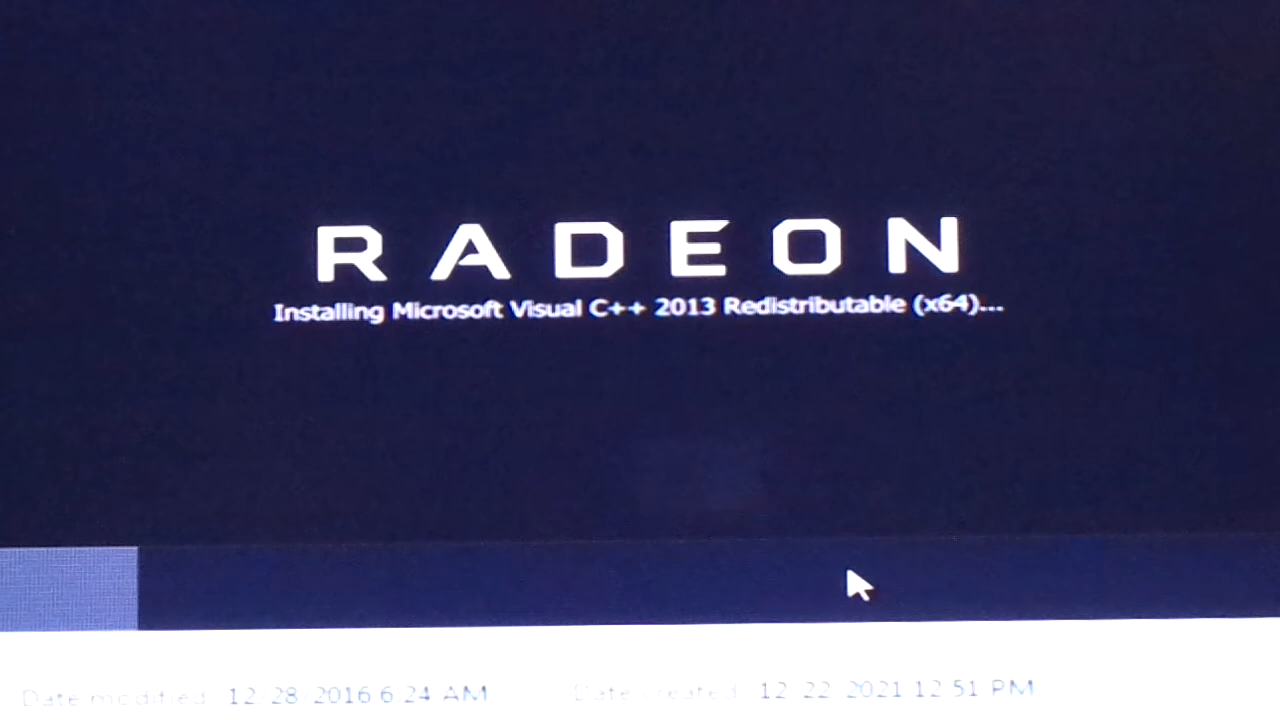 RADEON
Installing Microsoft Visual C++ 2013 Redistributable (x64)...
Date modified: 12 28 2016 6 24 AM Date created: 12 22 2021 12 51 PM